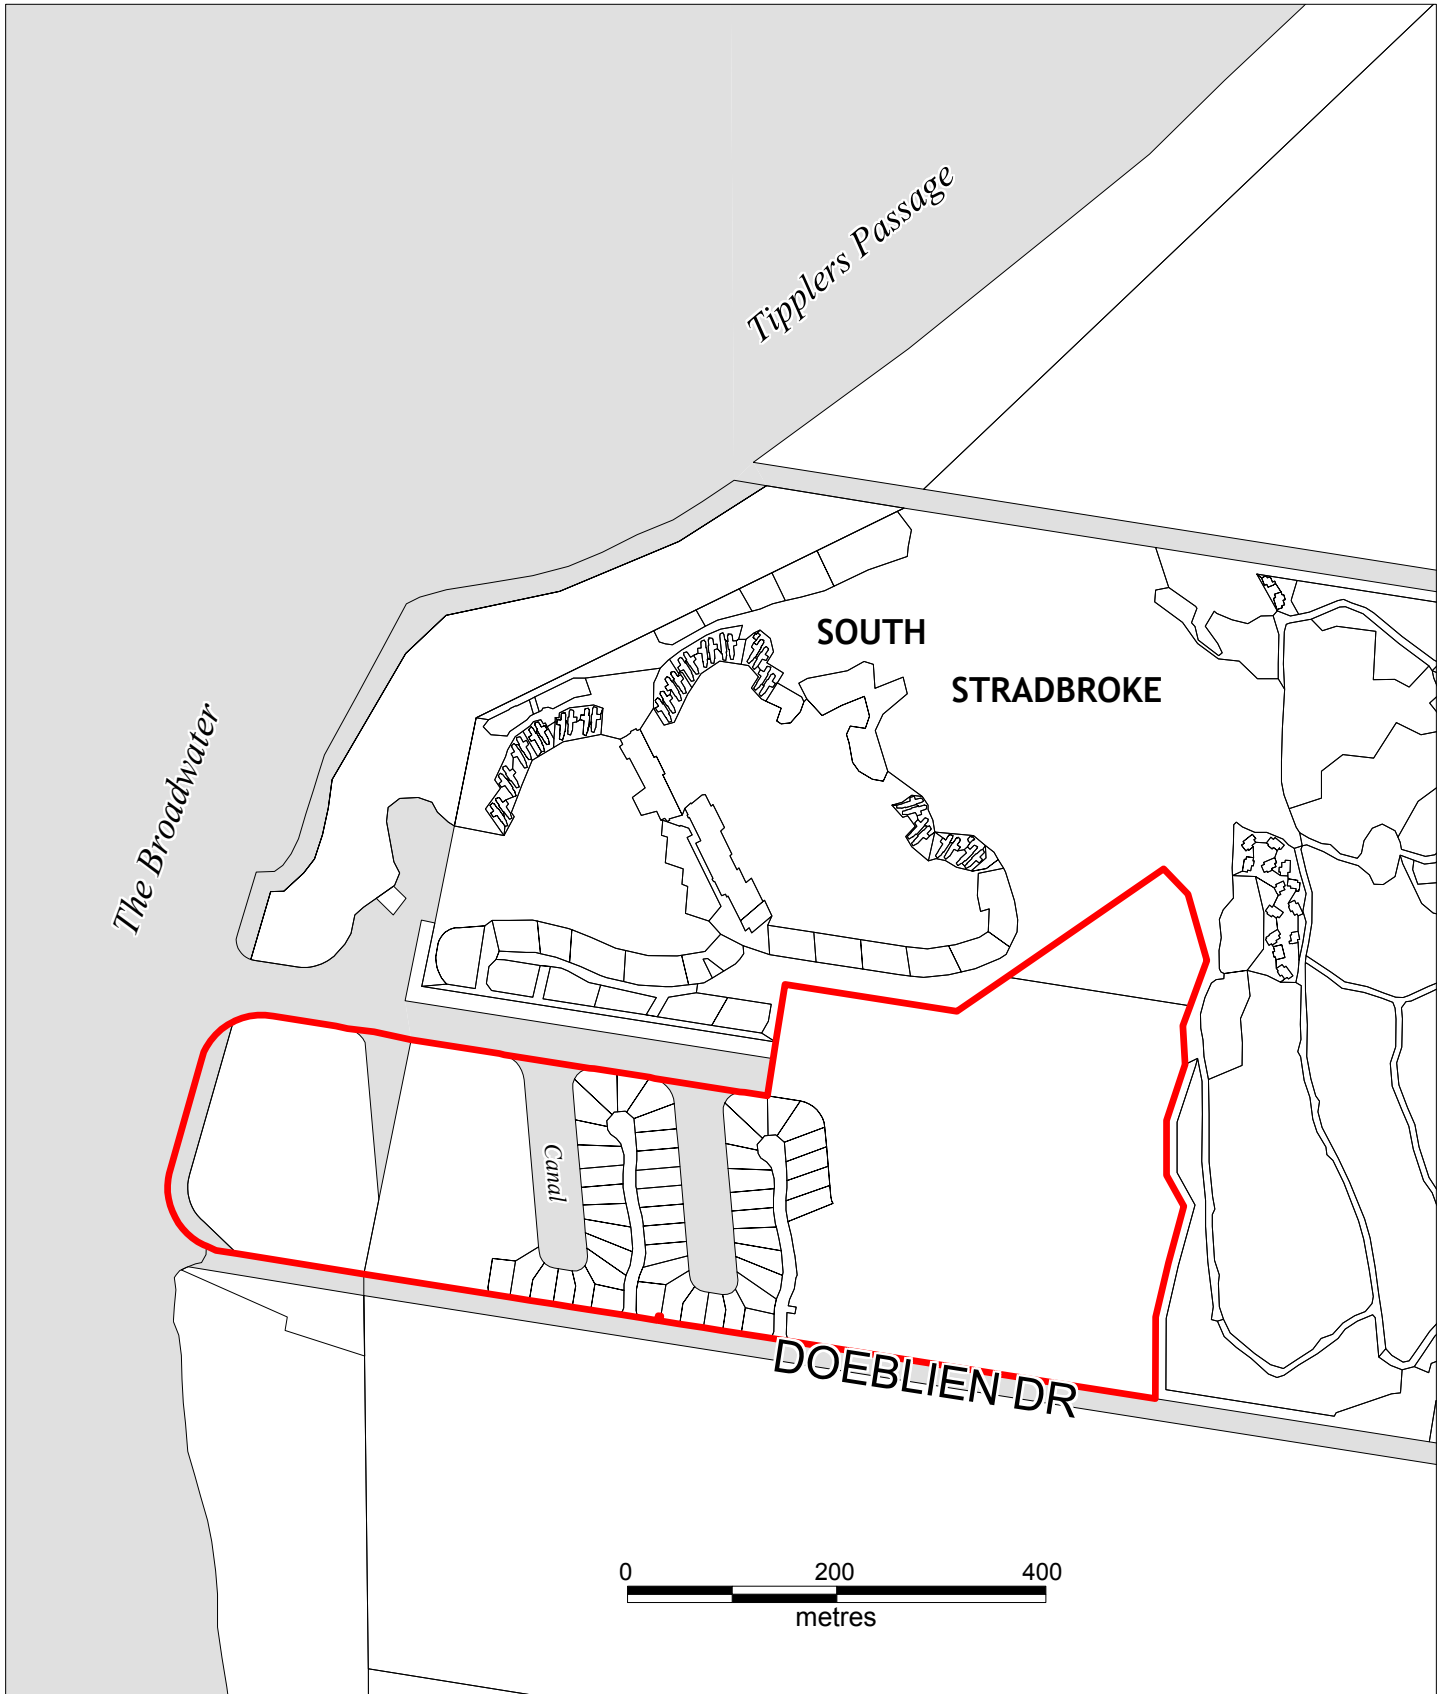 Tipplers Passage
SOUTH
STRADBROKE
The Broadwater
Canal
DOEBLIEN DR
0 200 400
metres